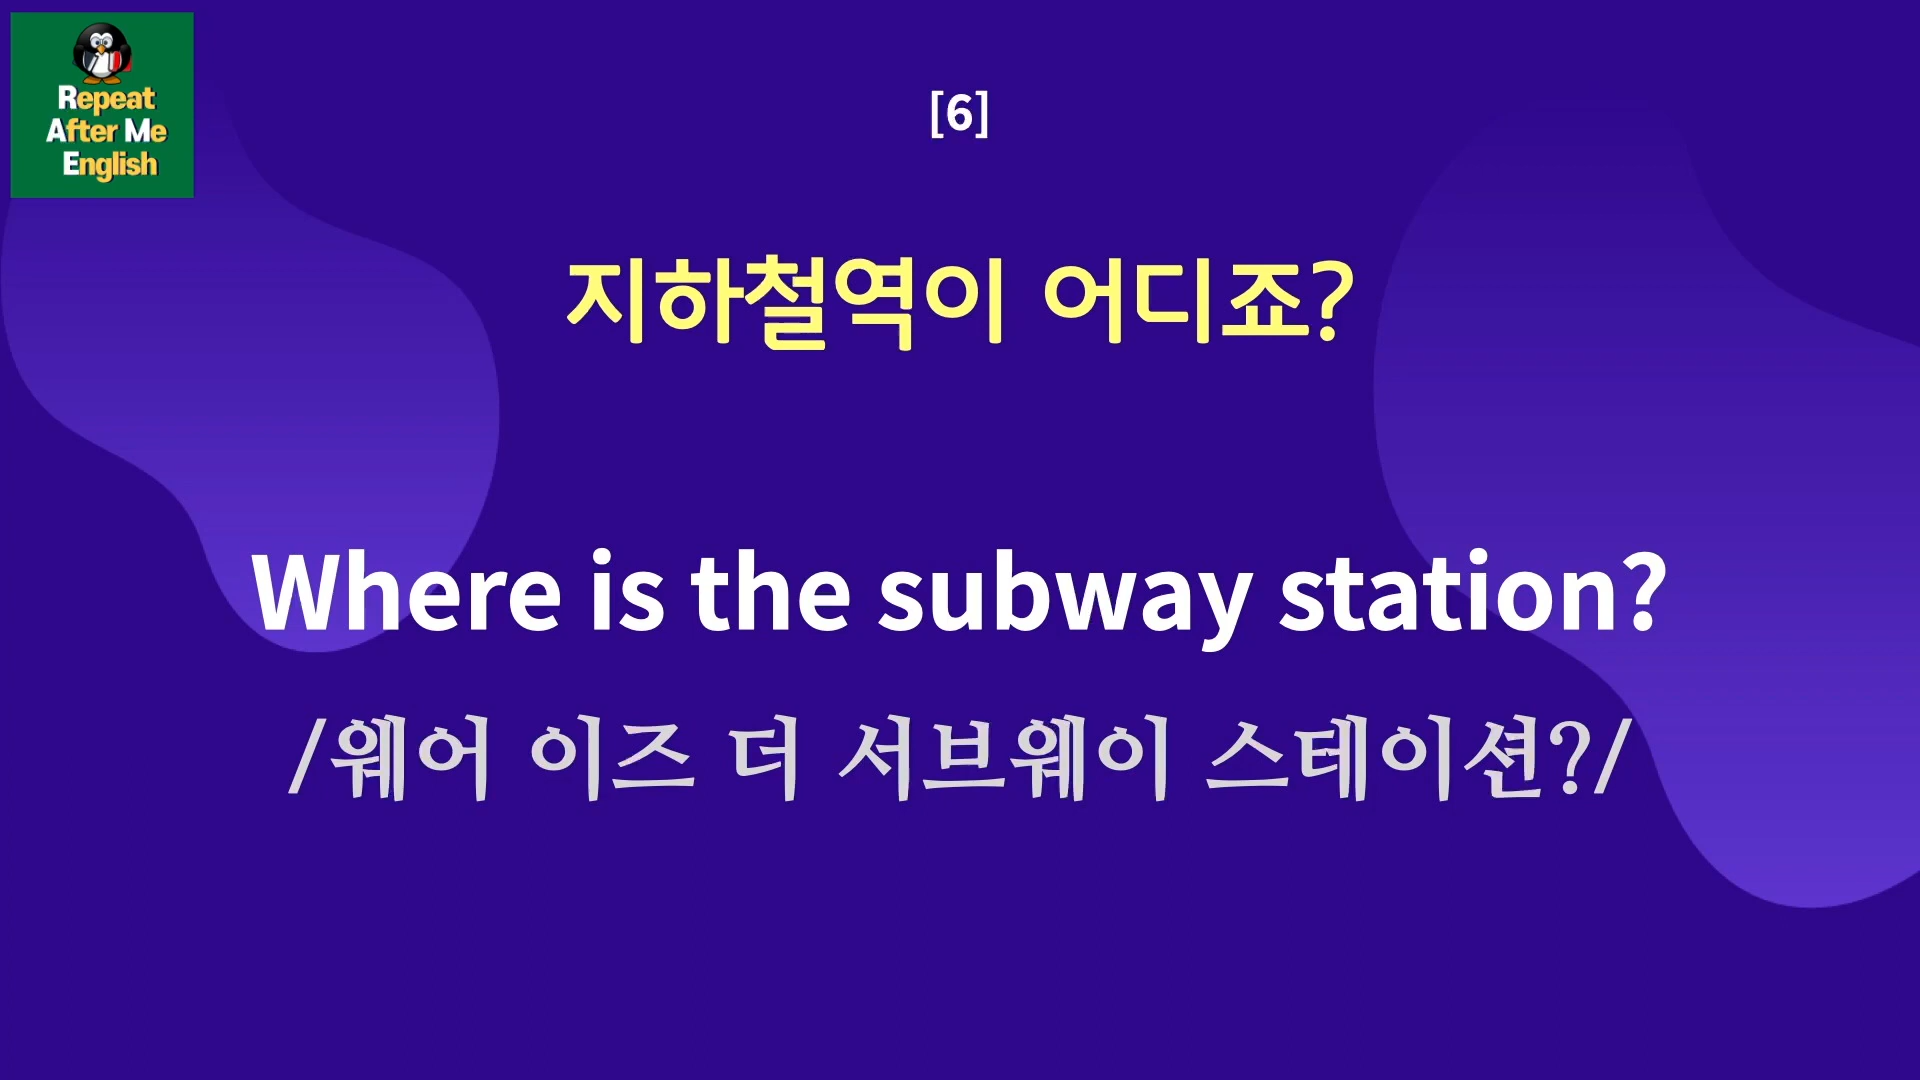 Repeat
After Me
English
[6]
지하철역이 어디죠?
Where is the subway station?
/웨어 이즈 더 서브웨이 스테이션?/